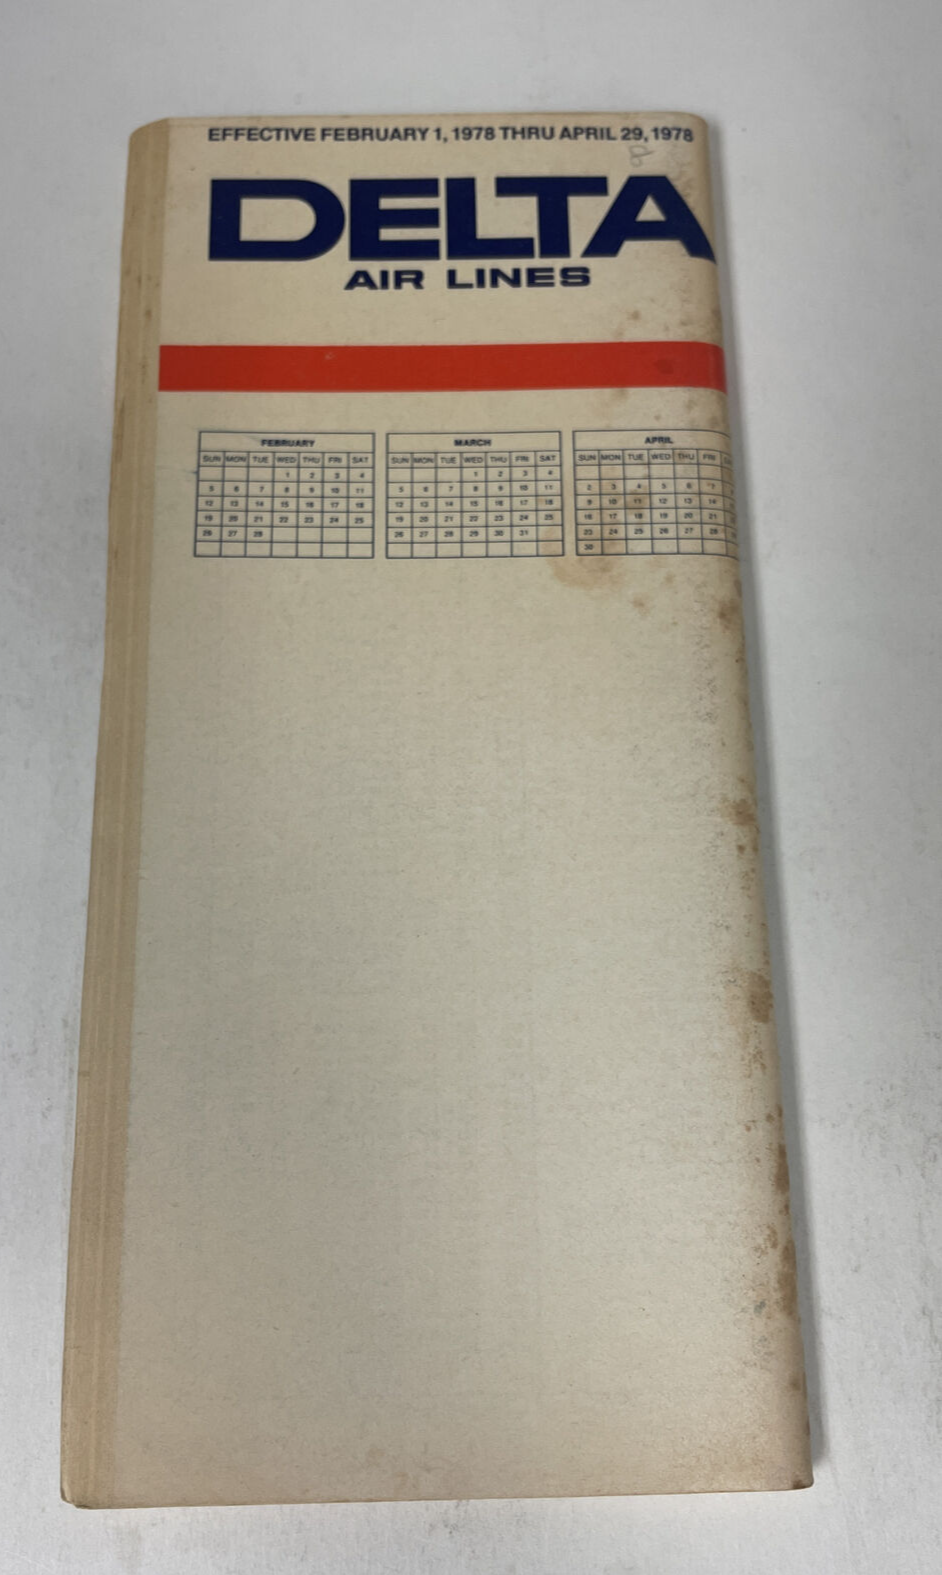 EFFECTIVE FEBRUARY 1, 1978 THRU APRIL 29, 1978
DELTA
AIR LINES
FEBRUARY
SUN MON TUE WED THU FRI SAT
1 2 3 4
5 6 7 8 9 10 11
12 13 14 15 16 17 18
19 20 21 22 23 24 25
26 27 28
MARCH
SUN MON TUE WED THU FRI SAT
1 2 3 4
5 6 7 8 9 10 11
12 13 14 15 16 17 18
19 20 21 22 23 24 25
26 27 28 29 30 31
APRIL
SUN MON TUE WED THU FRI
2 3 4 5 6 7
9 10 11 12 13 14
16 17 18 19 20 21
23 24 25 26 27 28
30